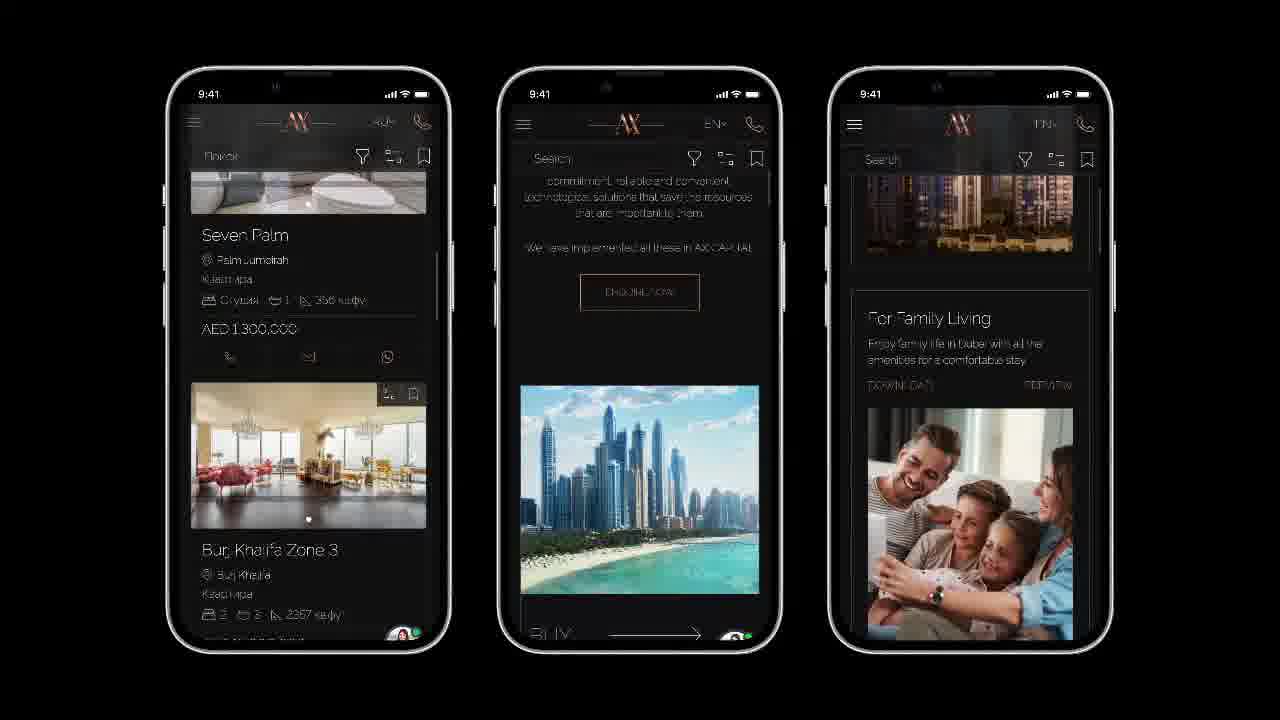 9:41
AX
RU
Поиск
Seven Palm
Palm Jumeirah
Квартира
Студия 1 356 кв.фу
AED 1,300,000
Burj Khalifa Zone 3
Burj Khalifa
Квартира
2 3 2357 кв.фу
9:41
AX
EN
Search
commitment, reliable and convenient
technological solutions that save the resources
that are important to them.
We have implemented all these in AX CAPITAL
ENQUIRE NOW
BUY
9:41
AX
EN
Search
For Family Living
Enjoy family life in Dubai with all the
amenities for a comfortable stay.
DOWNLOAD PREVIEW